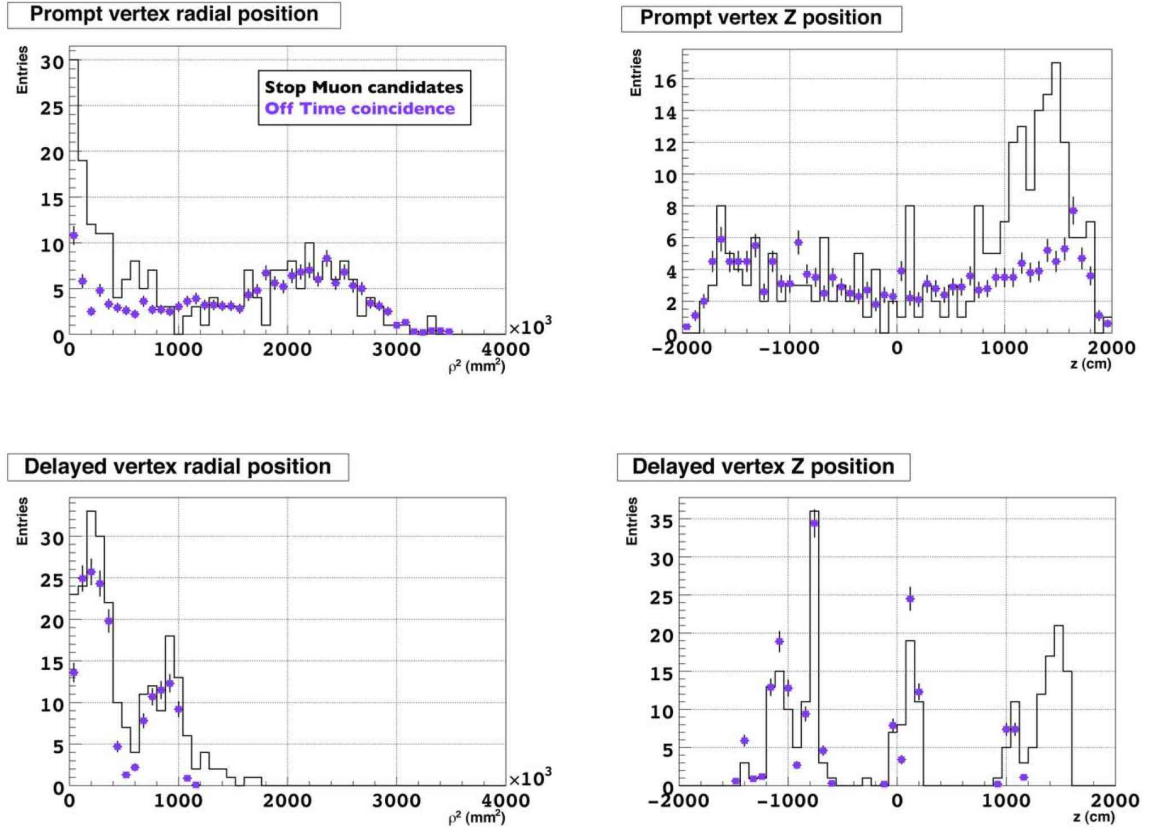 Prompt vertex radial position
Entries
30
25
20
15
10
5
0
Stop Muon candidates
Off Time coincidence
0 1000 2000 3000 4000
×10³
ρ² (mm²)
Prompt vertex Z position
Entries
16
14
12
10
8
6
4
2
0
−2000 −1000 0 1000 2000
z (cm)
Delayed vertex radial position
Entries
30
25
20
15
10
5
0
0 1000 2000 3000 4000
×10³
ρ² (mm²)
Delayed vertex Z position
Entries
35
30
25
20
15
10
5
0
−2000 −1000 0 1000 2000
z (cm)